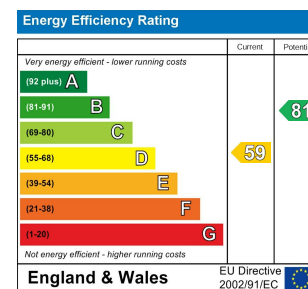 Energy Efficiency Rating
Current Potenti
Very energy efficient - lower running costs
(92 plus) A
(81-91) B
81
(69-80) C
(55-68) D
59
(39-54) E
(21-38) F
(1-20) G
Not energy efficient - higher running costs
England & Wales
EU Directive
2002/91/EC